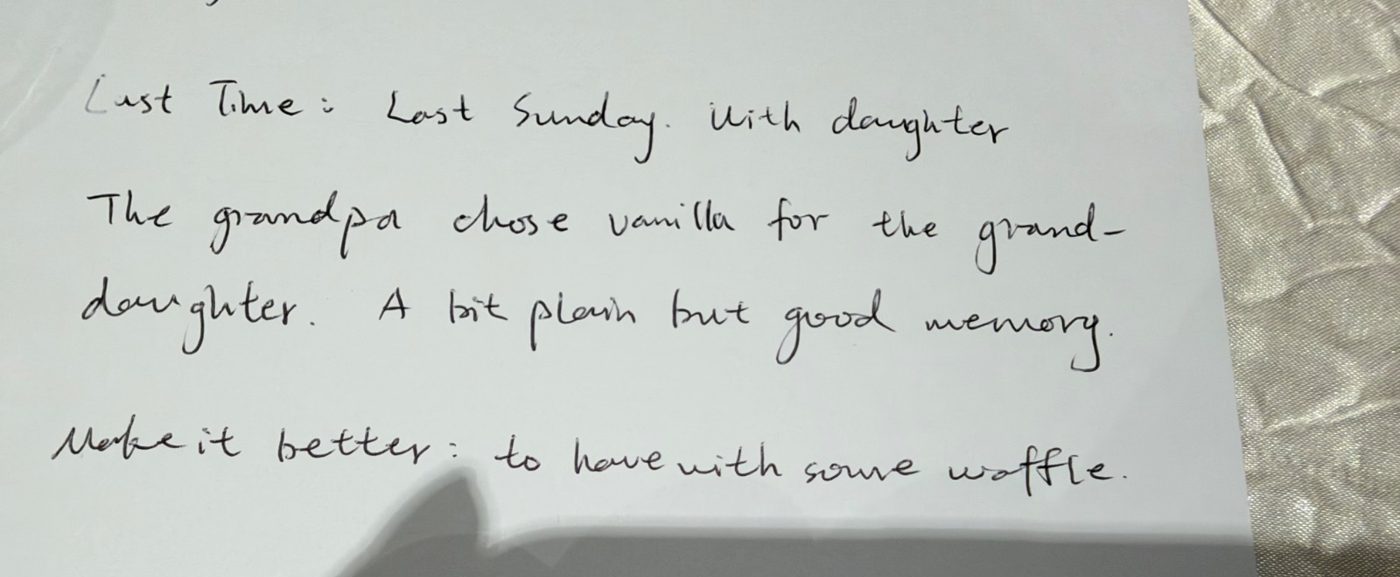 Last Time: Last Sunday. With daughter
The grandpa chose vanilla for the grand-
daughter. A bit plain but good memory.
Make it better: to have with some waffle.